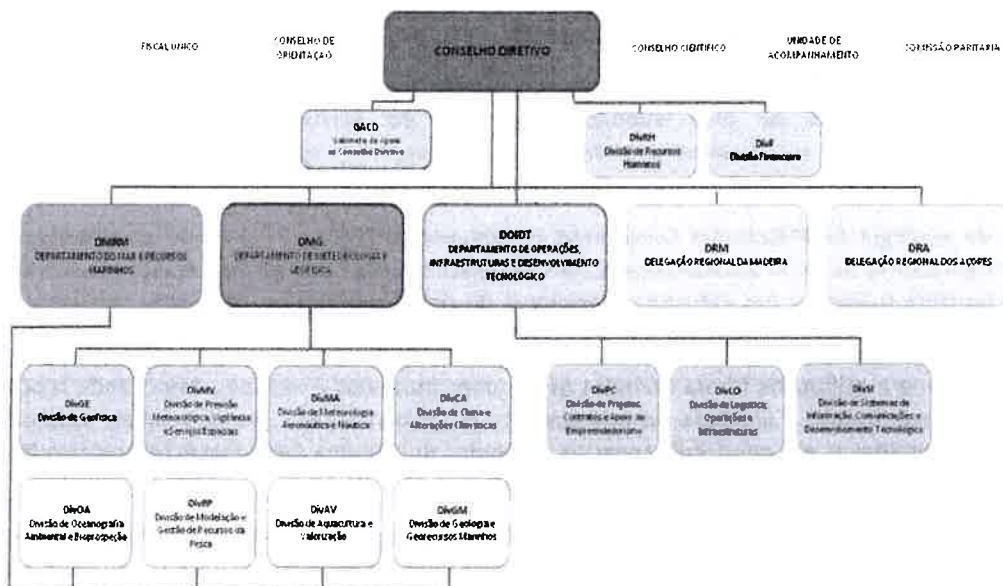 FISCAL UNICO
CONSELHO DE
ORIENTAÇÃO
CONSELHO DIRETIVO
CONSELHO CIENTIFICO
UNIDADE DE
ACOMPANHAMENTO
COMISSÃO PARITARIA
GACD
Gabinete de Apoio
ao Conselho Diretivo
DivRH
Divisão de Recursos
Humanos
DivF
Divisão Financeira
DMRM
DEPARTAMENTO DO MAR E RECURSOS
MARINHOS
DMG
DEPARTAMENTO DE METEOROLOGIA E
GEOFISICA
DOIDT
DEPARTAMENTO DE OPERAÇÕES,
INFRAESTRUTURAS E DESENVOLVIMENTO
TECNOLÓGICO
DRM
DELEGAÇÃO REGIONAL DA MADEIRA
DRA
DELEGAÇÃO REGIONAL DOS AÇORES
DivGE
Divisão de Geofisica
DivMV
Divisão de Previsão
Meteorológica, Vigilância
e Serviços Espaciais
DivMA
Divisão de Meteorologia
Aeronáutica e Náutica
DivCA
Divisão de Clima e
Alterações Climáticas
DivPC
Divisão de Projetos,
Contratos e Apoio ao
Empreendedorismo
DivLO
Divisão de Logística,
Operações e
Infraestruturas
DivSI
Divisão de Sistemas de
Informação, Comunicações e
Desenvolvimento Tecnológico
DivOA
Divisão de Oceanografia
Ambiental e Bioprospeção
DivRP
Divisão de Modelação e
Gestão de Recursos da
Pesca
DivAV
Divisão de Aquacultura e
Valorização
DivGM
Divisão de Geologia e
Georecursos Marinhos